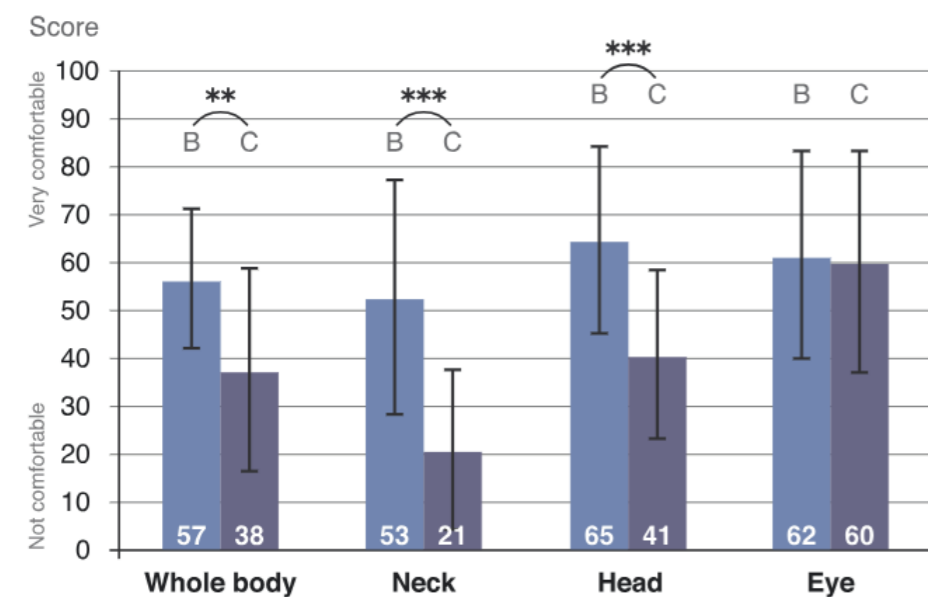 Score
***
100
B C
B C
**
***
90
B C
B C
80
70
60
50
40
30
20
10
0
Very comfortable
Not comfortable
57 38
53 21
65 41
62 60
Whole body
Neck
Head
Eye